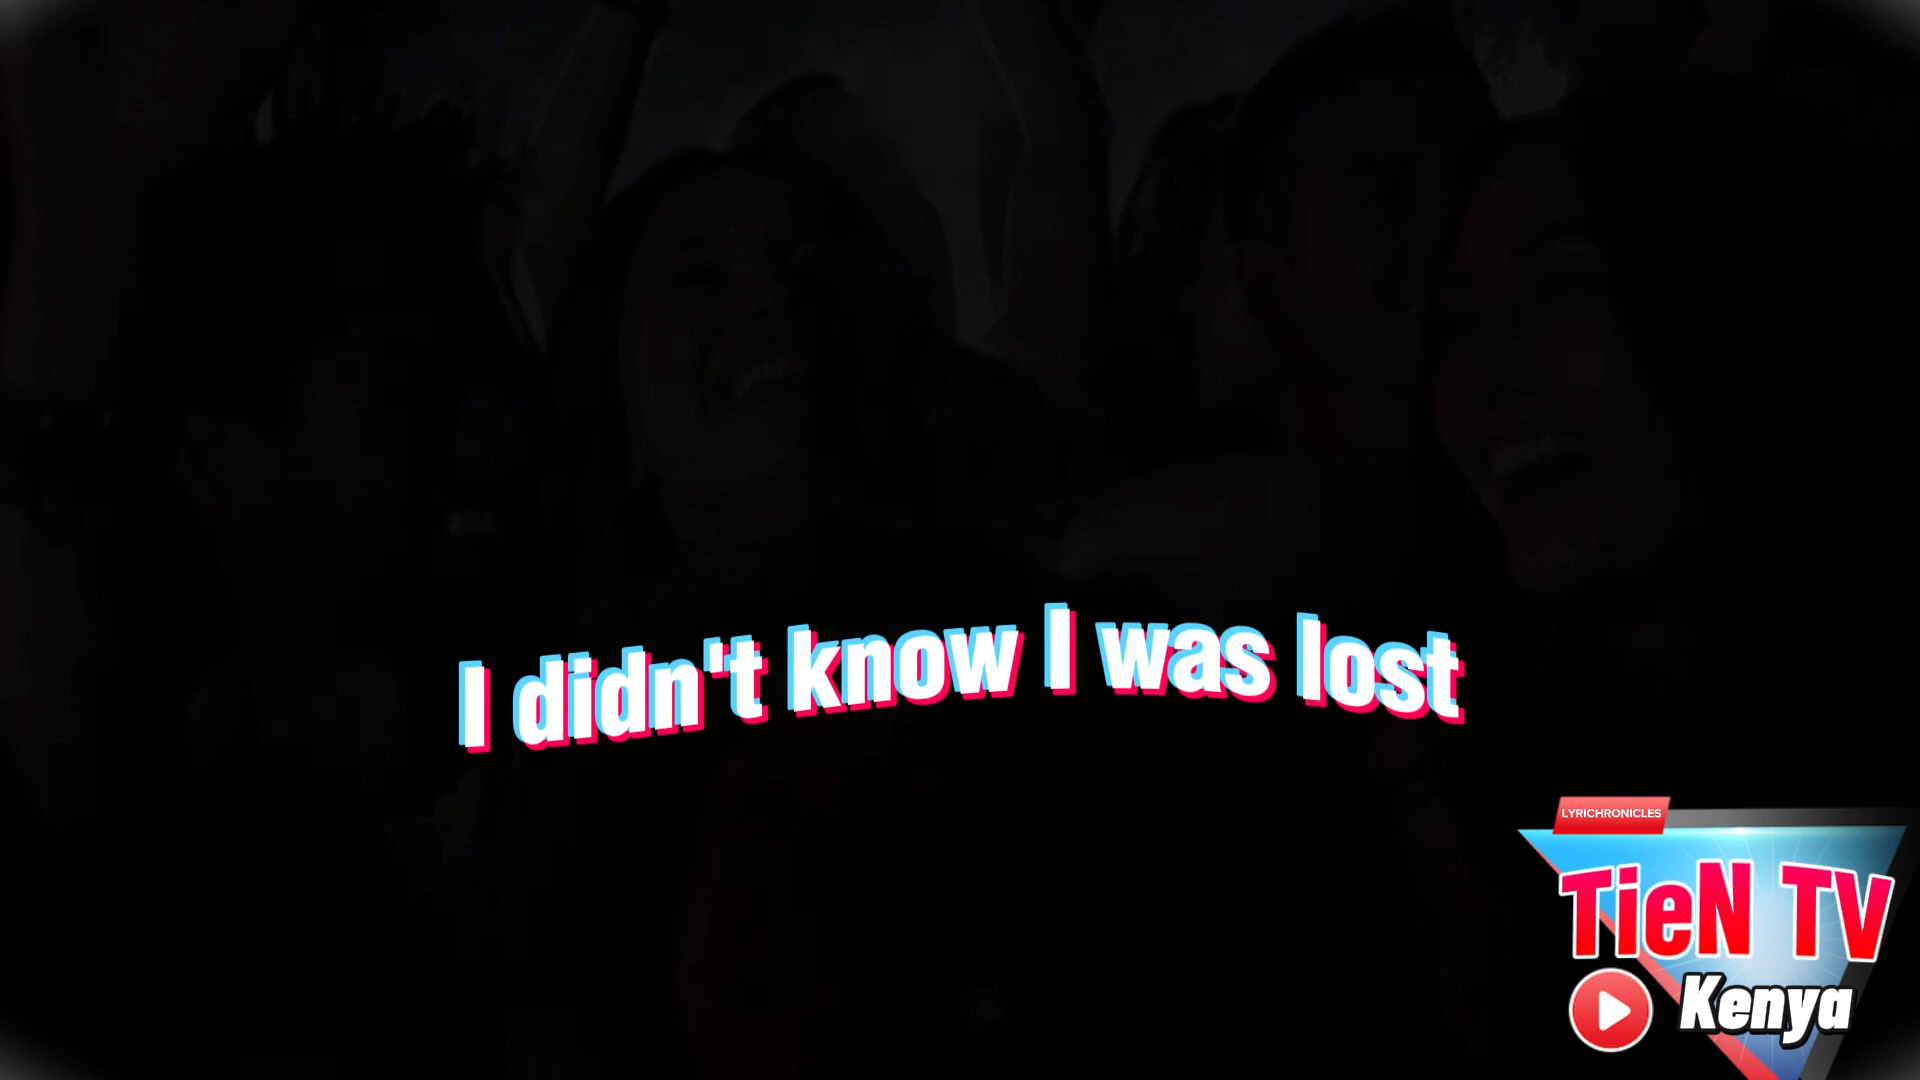 I didn't know I was lost
LYRICHRONICLES
TieN TV
Kenya